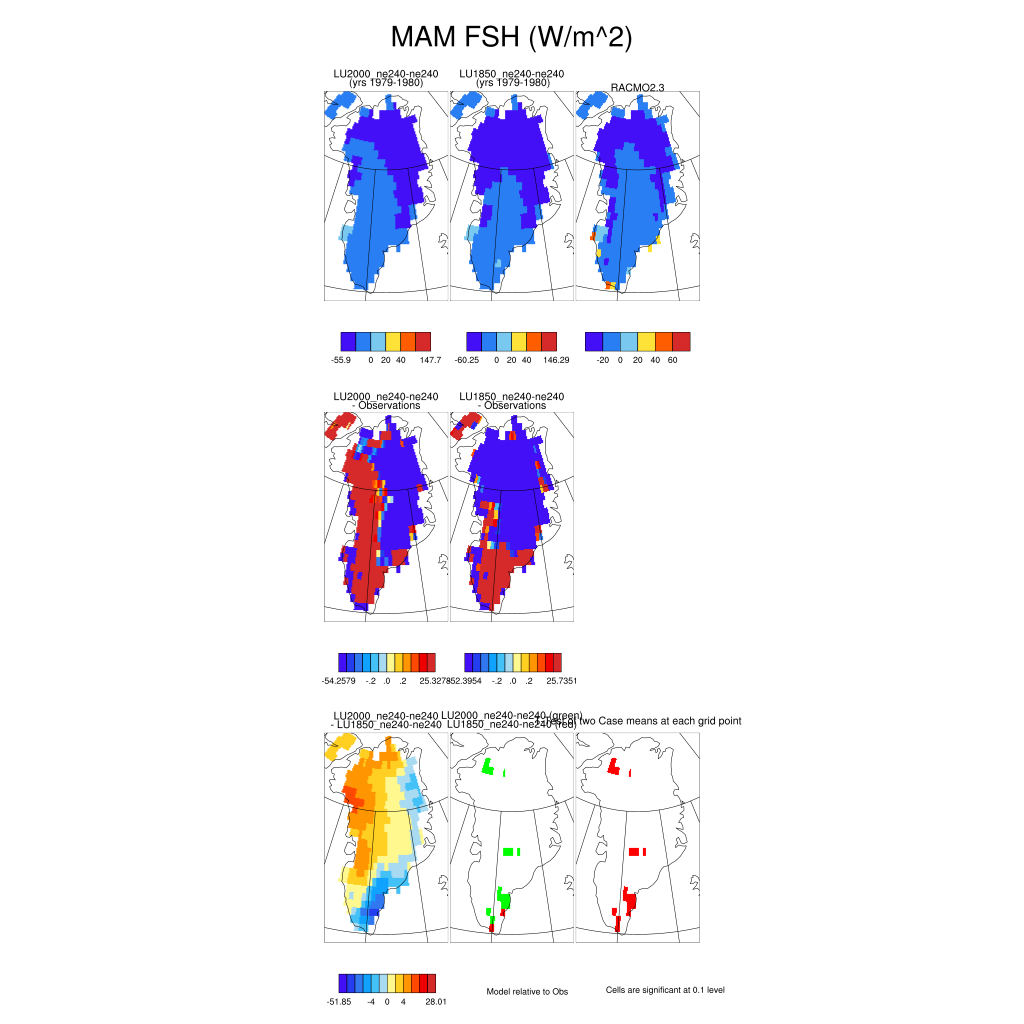 MAM FSH (W/m^2)
LU2000_ne240-ne240
(yrs 1979-1980)
LU1850_ne240-ne240
(yrs 1979-1980)
RACMO2.3
-55.9 0 20 40 147.7
-60.25 0 20 40 146.29
-20 0 20 40 60
LU2000_ne240-ne240
- Observations
LU1850_ne240-ne240
- Observations
-54.2579 -.2 .0 .2 25.3278
-52.3954 -.2 .0 .2 25.7351
LU2000_ne240-ne240
- LU1850_ne240-ne240
LU2000_ne240-ne240 (green)
LU1850_ne240-ne240 (red)
T-Test of two Case means at each grid point
-51.85 -4 0 4 28.01
Model relative to Obs
Cells are significant at 0.1 level